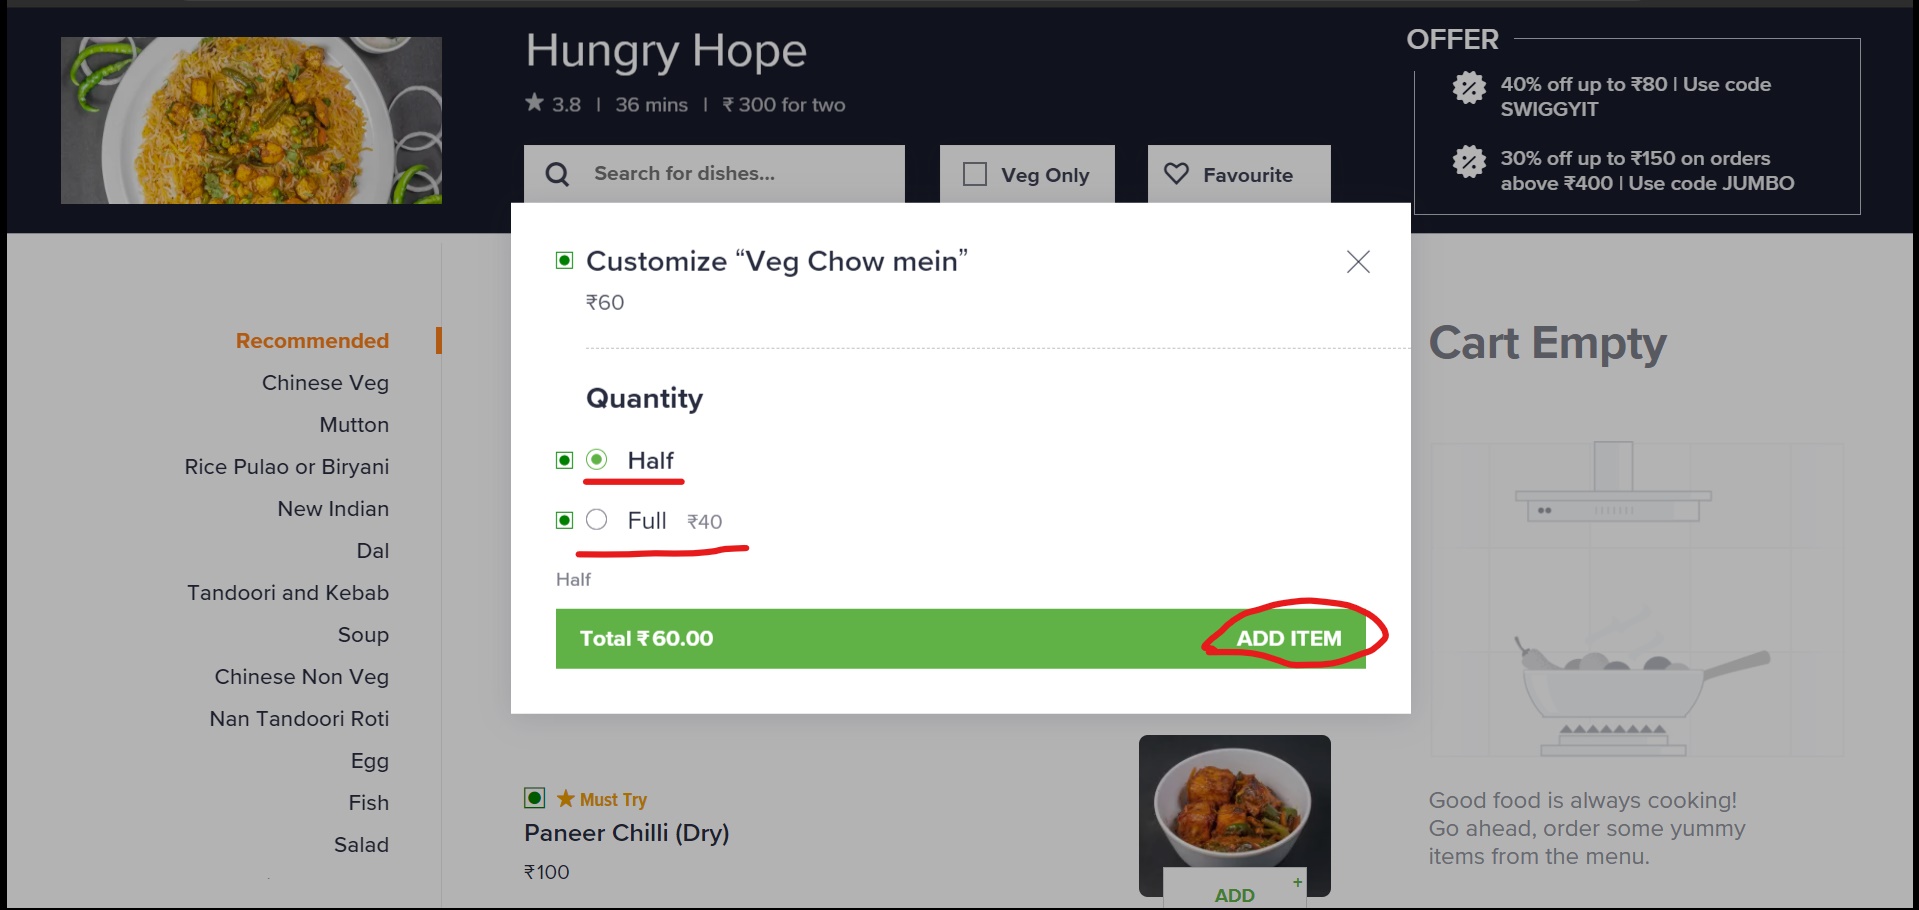 Hungry Hope
★ 3.8 | 36 mins | ₹ 300 for two
Search for dishes...
Veg Only
Favourite
OFFER
40% off up to ₹80 | Use code
SWIGGYIT
30% off up to ₹150 on orders
above ₹400 | Use code JUMBO
Recommended
Chinese Veg
Mutton
Rice Pulao or Biryani
New Indian
Dal
Tandoori and Kebab
Soup
Chinese Non Veg
Nan Tandoori Roti
Egg
Fish
Salad
Customize “Veg Chow mein”
₹60
Quantity
Half
Full ₹40
Half
Total ₹60.00 ADD ITEM
★ Must Try
Paneer Chilli (Dry)
₹100
ADD +
Cart Empty
Good food is always cooking!
Go ahead, order some yummy
items from the menu.